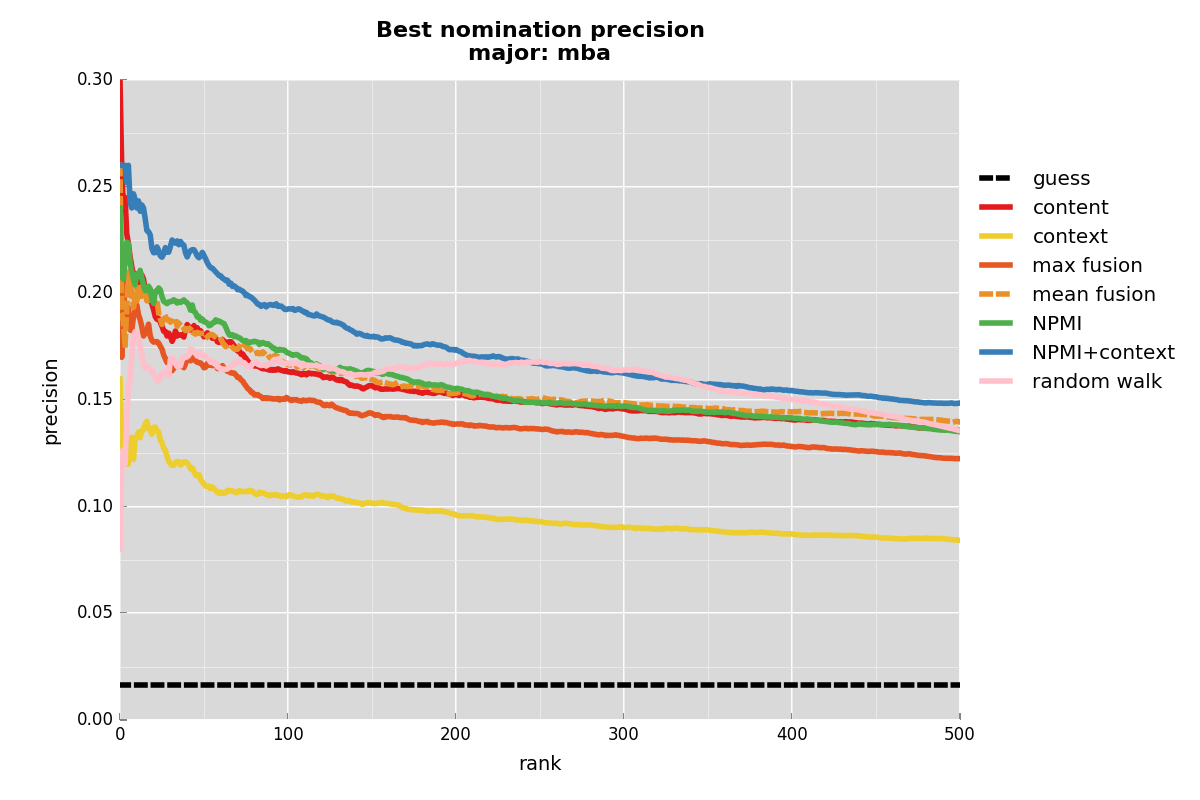 Best nomination precision
major: mba
precision
0.30
0.25
0.20
0.15
0.10
0.05
0.00
0
100
200
300
400
500
rank
guess
content
context
max fusion
mean fusion
NPMI
NPMI+context
random walk